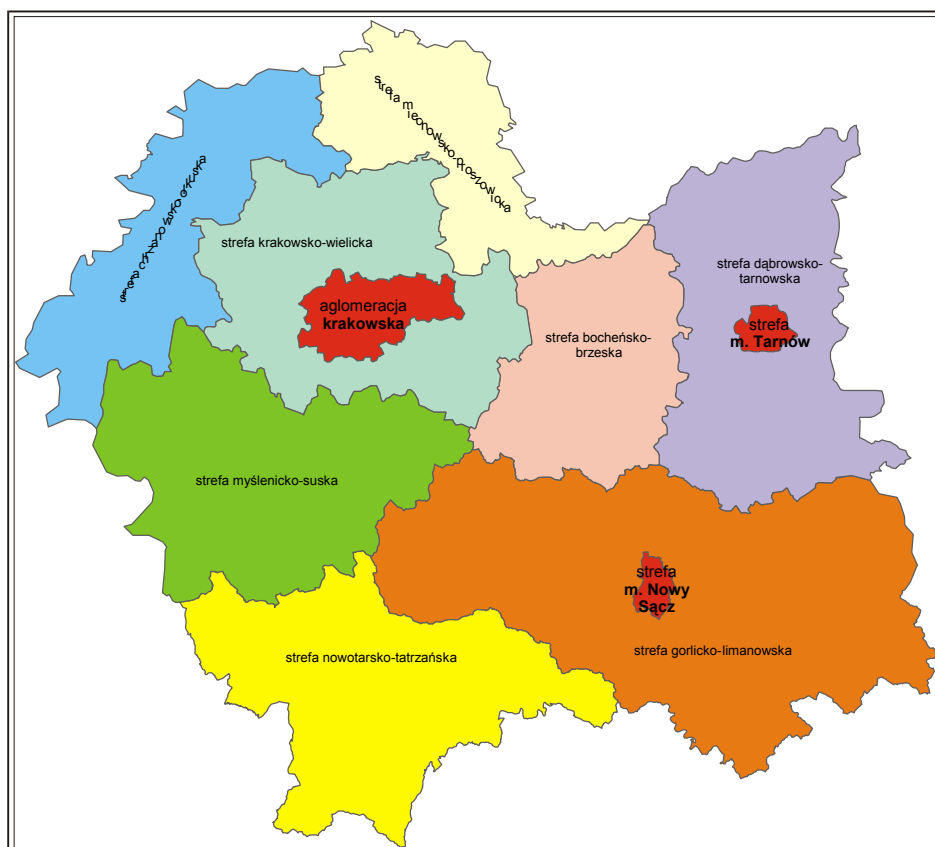 strefa miechowsko-proszowicka
strefa chrzanowsko-olkuska
strefa krakowsko-wielicka
strefa dąbrowsko-
tarnowska
aglomeracja
krakowska
strefa
m. Tarnów
strefa bocheńsko-
brzeska
strefa myślenicko-suska
strefa
m. Nowy
Sącz
strefa gorlicko-limanowska
strefa nowotarsko-tatrzańska